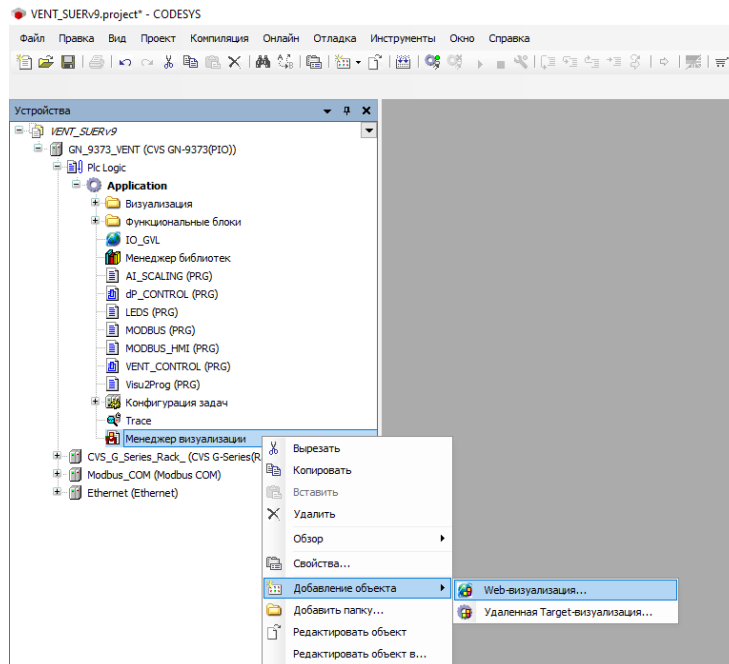 VENT_SUERv9.project* - CODESYS
Файл Правка Вид Проект Компиляция Онлайн Отладка Инструменты Окно Справка
Устройства
VENT_SUERv9
GN_9373_VENT (CVS GN-9373(PIO))
Plc Logic
Application
Визуализация
Функциональные блоки
IO_GVL
Менеджер библиотек
AI_SCALING (PRG)
dP_CONTROL (PRG)
LEDS (PRG)
MODBUS (PRG)
MODBUS_HMI (PRG)
VENT_CONTROL (PRG)
Visu2Prog (PRG)
Конфигурация задач
Trace
Менеджер визуализации
CVS_G_Series_Rack_ (CVS G-Series(R
Modbus_COM (Modbus COM)
Ethernet (Ethernet)
Вырезать
Копировать
Вставить
Удалить
Обзор
Свойства...
Добавление объекта
Добавить папку...
Редактировать объект
Редактировать объект в...
Web-визуализация...
Удаленная Target-визуализация...